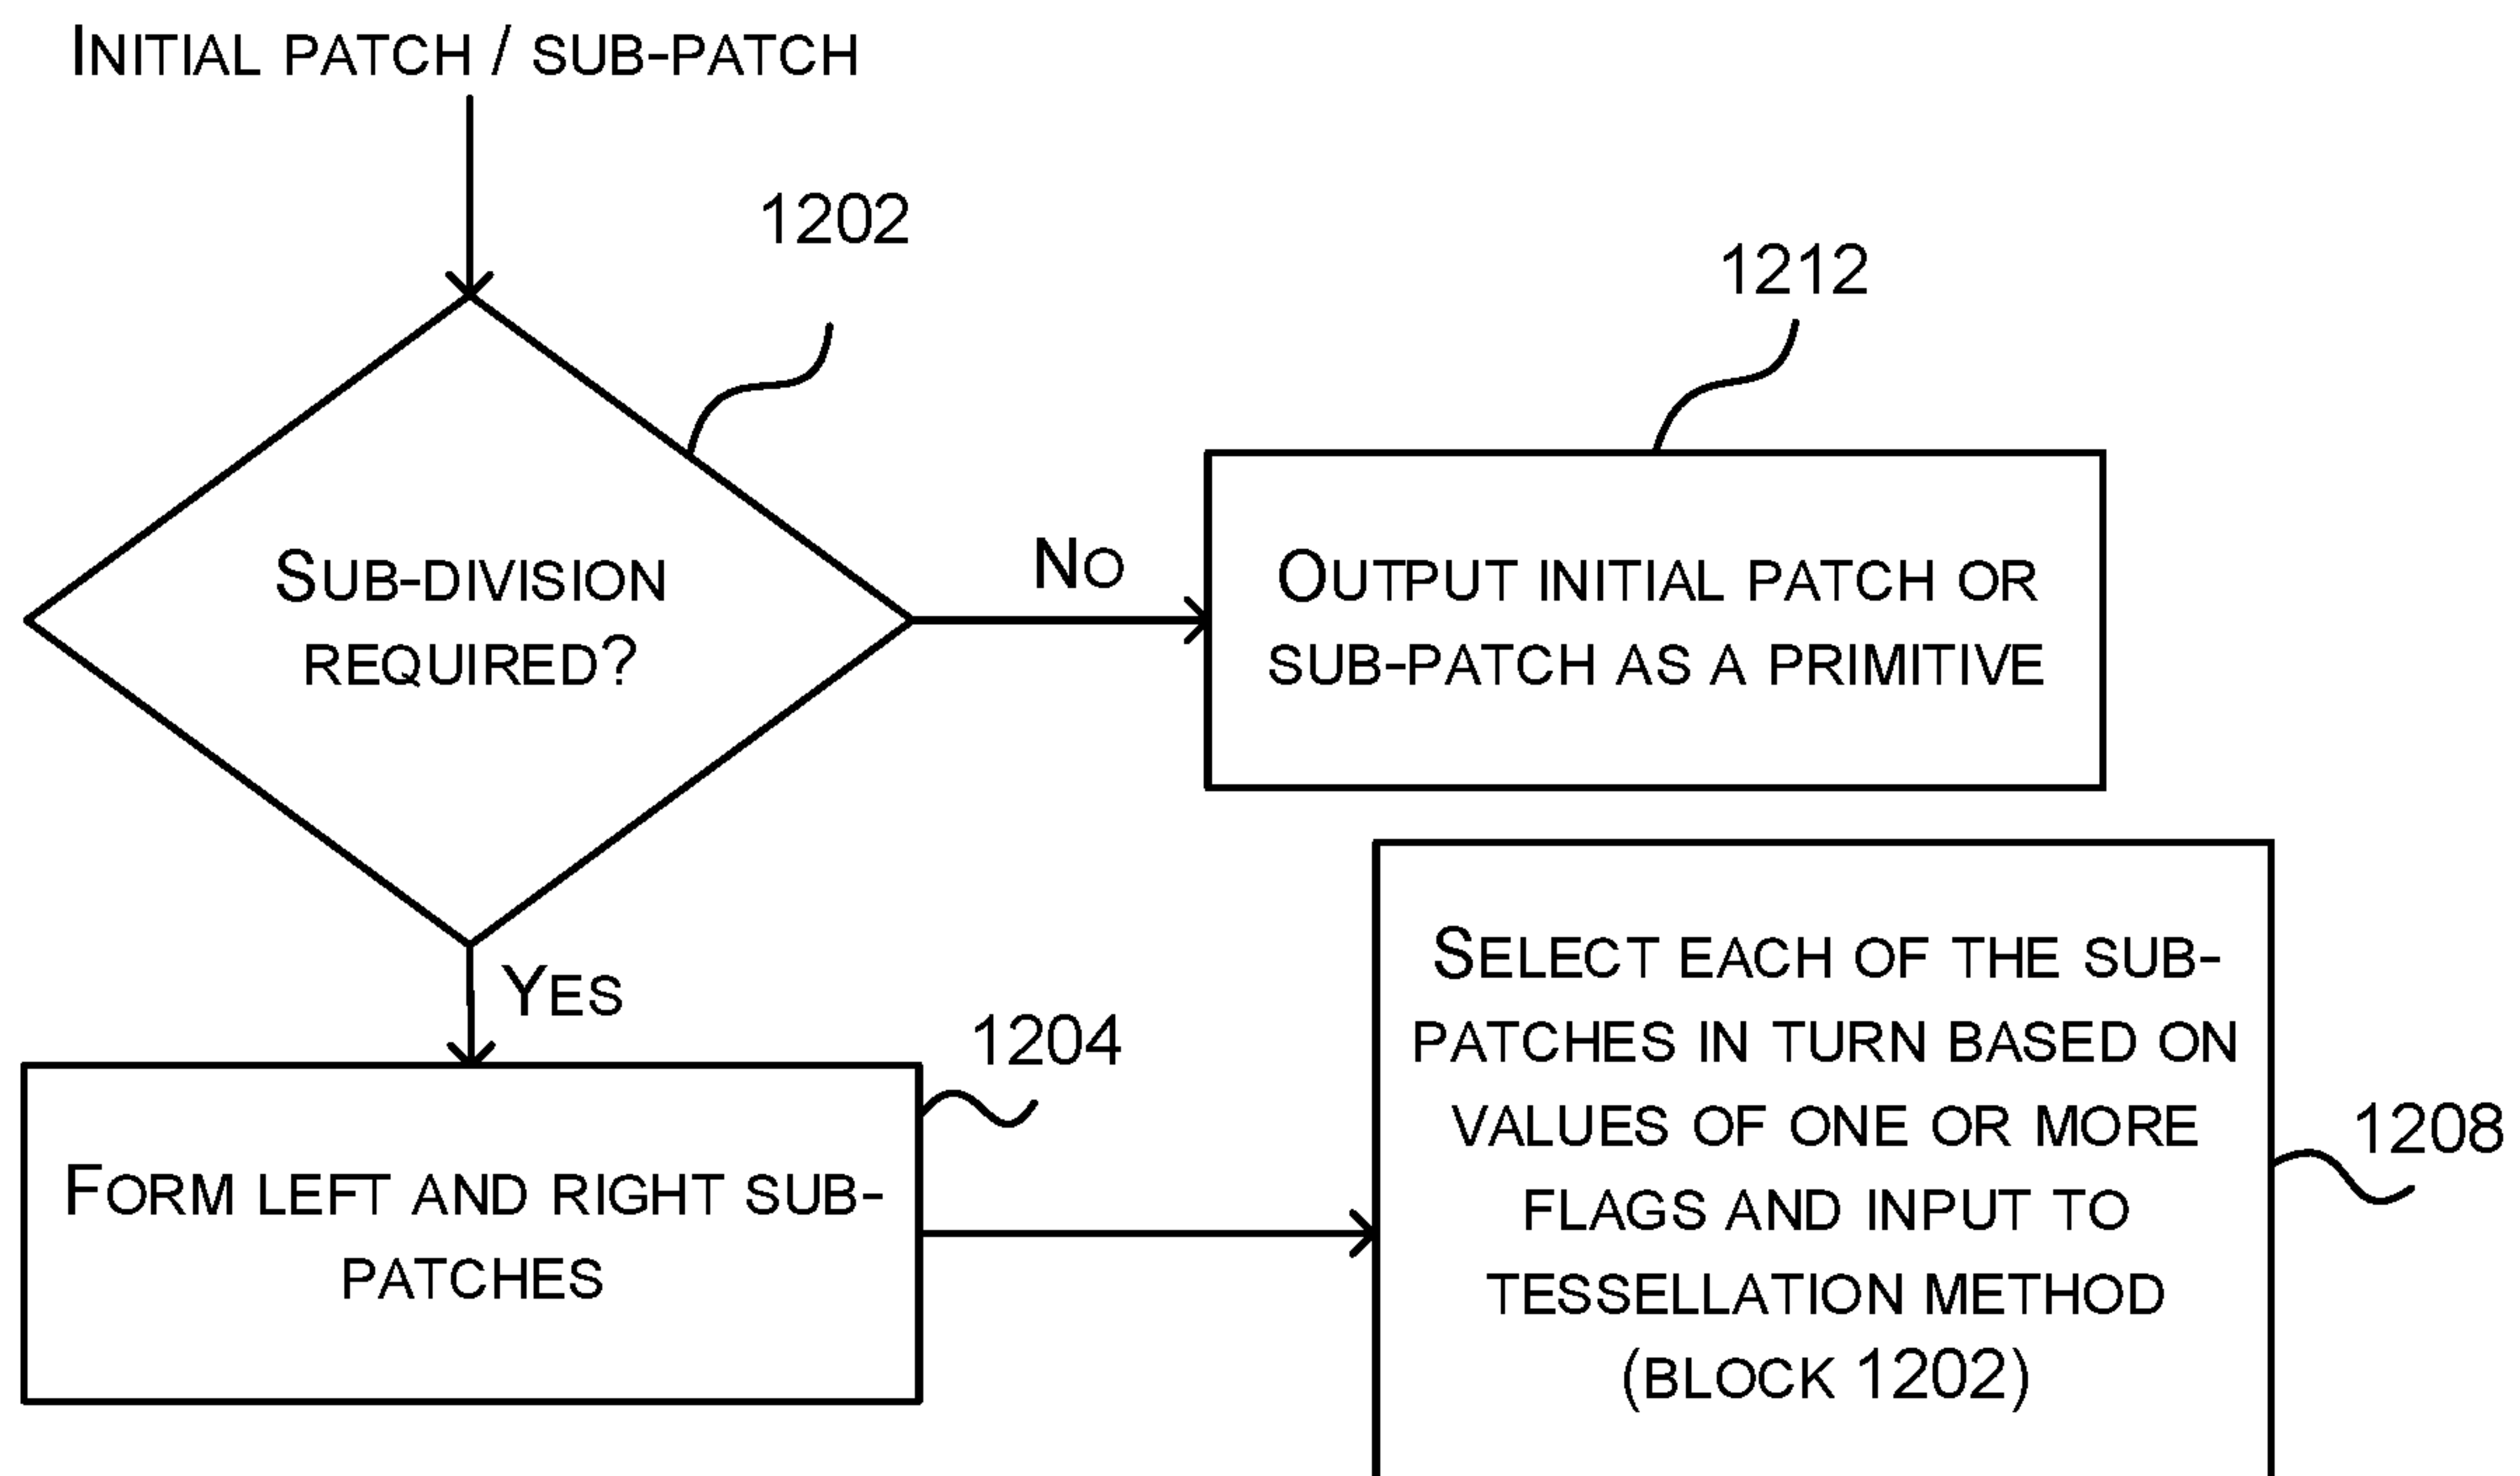 INITIAL PATCH / SUB-PATCH
1202
1212
SUB-DIVISION
REQUIRED?
NO
OUTPUT INITIAL PATCH OR
SUB-PATCH AS A PRIMITIVE
YES
1204
FORM LEFT AND RIGHT SUB-
PATCHES
SELECT EACH OF THE SUB-
PATCHES IN TURN BASED ON
VALUES OF ONE OR MORE
FLAGS AND INPUT TO
TESSELLATION METHOD
(BLOCK 1202)
1208